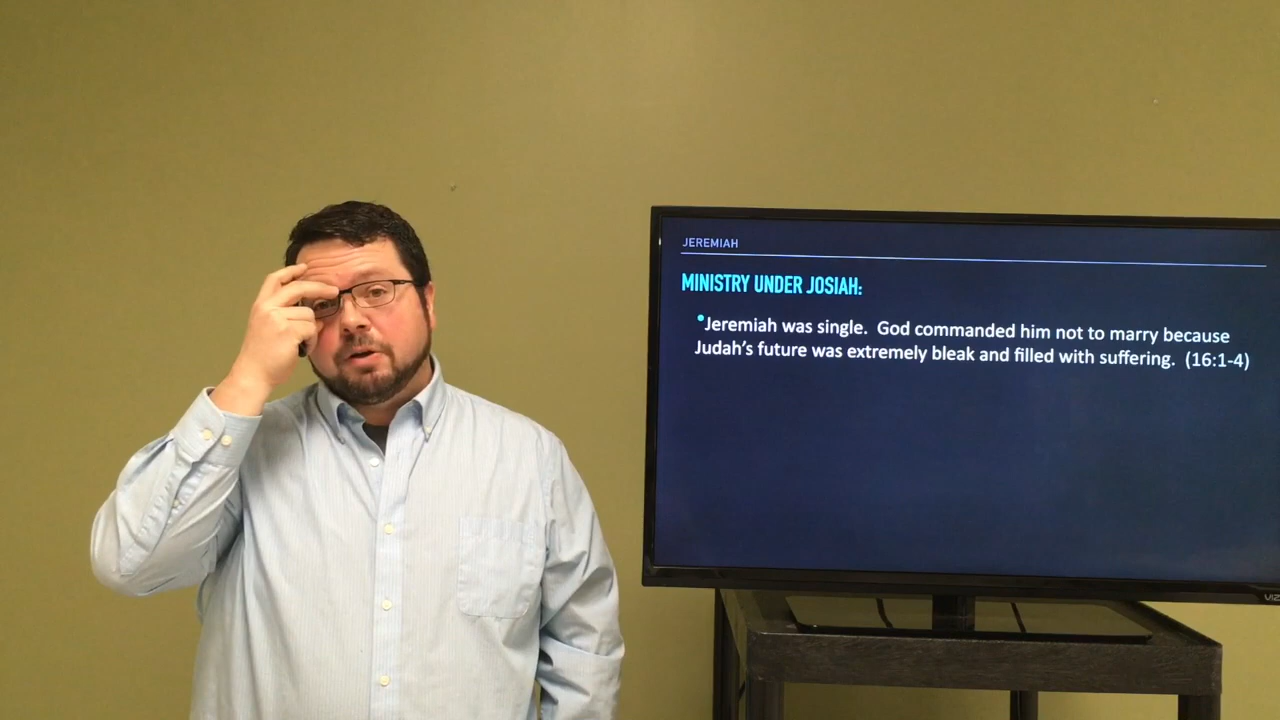 JEREMIAH
MINISTRY UNDER JOSIAH:
•Jeremiah was single.  God commanded him not to marry because
Judah’s future was extremely bleak and filled with suffering.  (16:1-4)